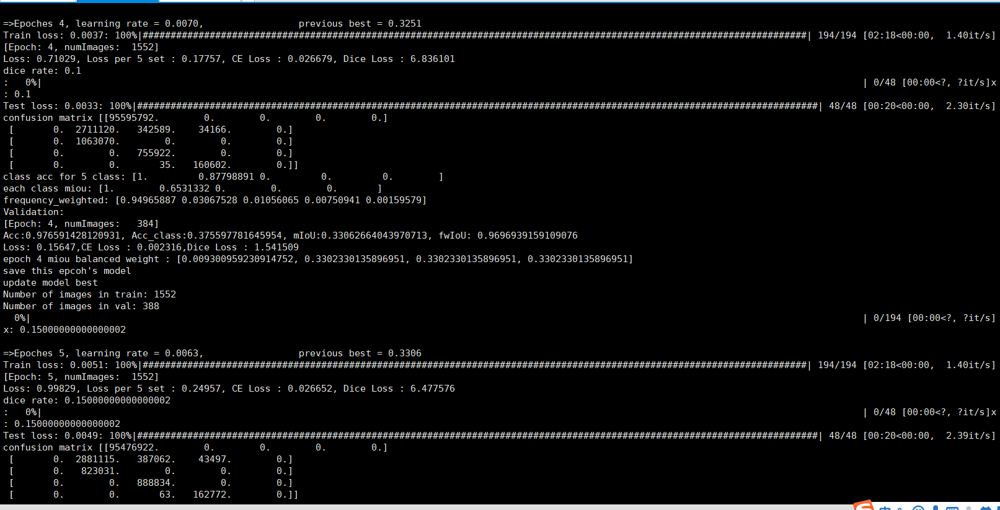 =>Epoches 4, learning rate = 0.0070, previous best = 0.3251
Train loss: 0.0037: 100%|#######################################################################################################################| 194/194 [02:18<00:00, 1.40it/s]
[Epoch: 4, numImages: 1552]
Loss: 0.71029, Loss per 5 set : 0.17757, CE Loss : 0.026679, Dice Loss : 6.836101
dice rate: 0.1
: 0%| | 0/48 [00:00<?, ?it/s]x
: 0.1
Test loss: 0.0033: 100%|##########################################################################################################################| 48/48 [00:20<00:00, 2.30it/s]
confusion matrix [[95595792. 0. 0. 0. 0.]
[ 0. 2711120. 342589. 34166. 0.]
[ 0. 1063070. 0. 0. 0.]
[ 0. 0. 755922. 0. 0.]
[ 0. 0. 35. 160602. 0.]]
class acc for 5 class: [1. 0.87798891 0. 0. 0. ]
each class miou: [1. 0.6531332 0. 0. 0. ]
frequency_weighted: [0.94965887 0.03067528 0.01056065 0.00750941 0.00159579]
Validation:
[Epoch: 4, numImages: 384]
Acc:0.976591428120931, Acc_class:0.375597781645954, mIoU:0.33062664043970713, fwIoU: 0.9696939159109076
Loss: 0.15647,CE Loss : 0.002316,Dice Loss : 1.541509
epoch 4 miou balanced weight : [0.009300959230914752, 0.3302330135896951, 0.3302330135896951, 0.3302330135896951]
save this epcoh's model
update model best
Number of images in train: 1552
Number of images in val: 388
0%| | 0/194 [00:00<?, ?it/s]
x: 0.15000000000000002
=>Epoches 5, learning rate = 0.0063, previous best = 0.3306
Train loss: 0.0051: 100%|#######################################################################################################################| 194/194 [02:18<00:00, 1.40it/s]
[Epoch: 5, numImages: 1552]
Loss: 0.99829, Loss per 5 set : 0.24957, CE Loss : 0.026652, Dice Loss : 6.477576
dice rate: 0.15000000000000002
: 0%| | 0/48 [00:00<?, ?it/s]x
: 0.15000000000000002
Test loss: 0.0049: 100%|##########################################################################################################################| 48/48 [00:20<00:00, 2.39it/s]
confusion matrix [[95476922. 0. 0. 0. 0.]
[ 0. 2881115. 387062. 43497. 0.]
[ 0. 823031. 0. 0. 0.]
[ 0. 0. 888834. 0. 0.]
[ 0. 0. 63. 162772. 0.]]